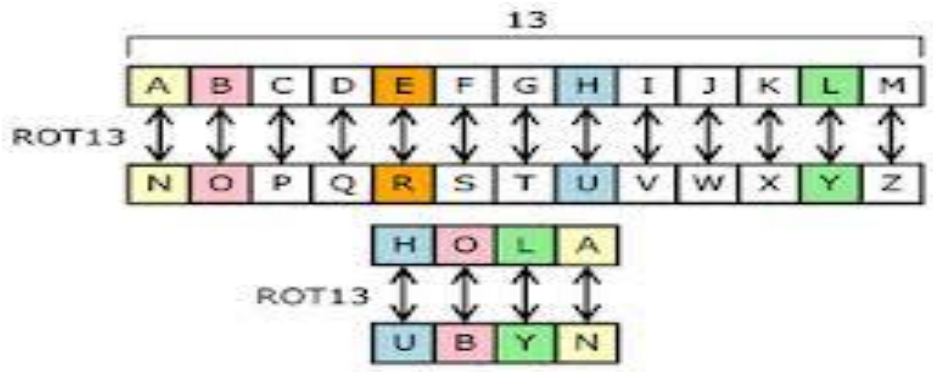 13
A B C D E F G H I J K L M
ROT13
N O P Q R S T U V W X Y Z
H O L A
ROT13
U B Y N